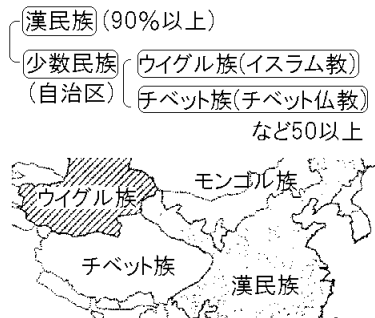 漢民族(90%以上)
少数民族
(自治区)
ウイグル族(イスラム教)
チベット族(チベット仏教)
など50以上
モンゴル族
ウイグル族
チベット族
漢民族